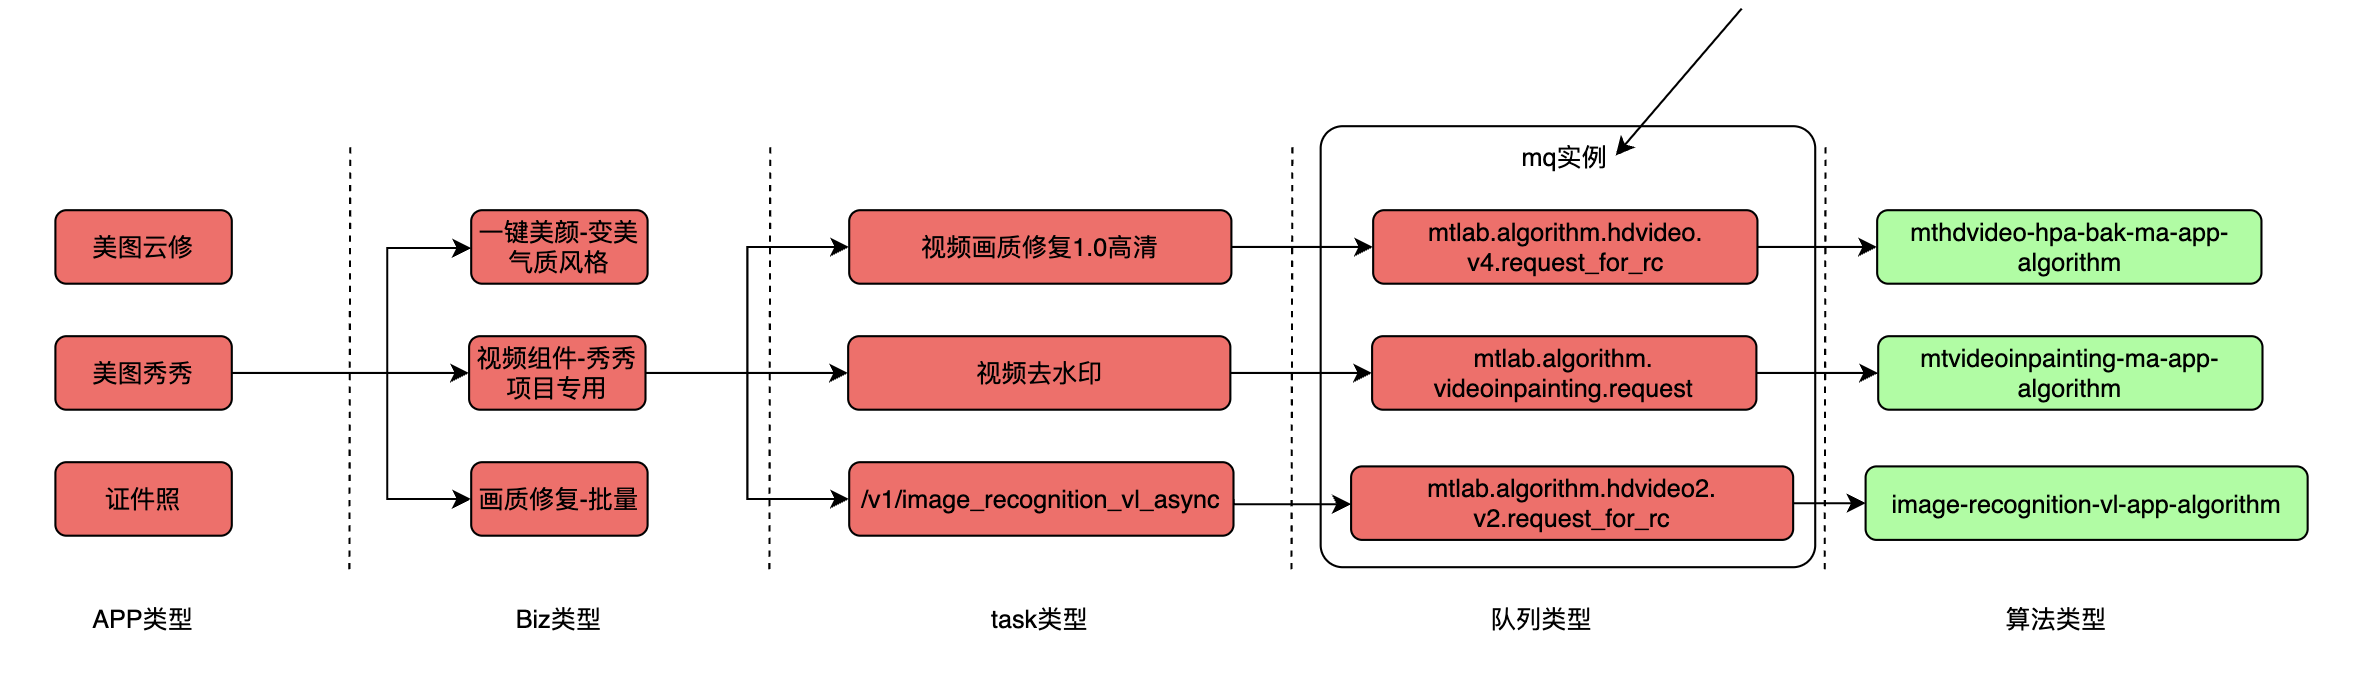 mq实例
美图云修
一键美颜-变美
气质风格
视频画质修复1.0高清
mtlab.algorithm.hdvideo.
v4.request_for_rc
mthdvideo-hpa-bak-ma-app-
algorithm
美图秀秀
视频组件-秀秀
项目专用
视频去水印
mtlab.algorithm.
videoinpainting.request
mtvideoinpainting-ma-app-
algorithm
证件照
画质修复-批量
/v1/image_recognition_vl_async
mtlab.algorithm.hdvideo2.
v2.request_for_rc
image-recognition-vl-app-algorithm
APP类型
Biz类型
task类型
队列类型
算法类型